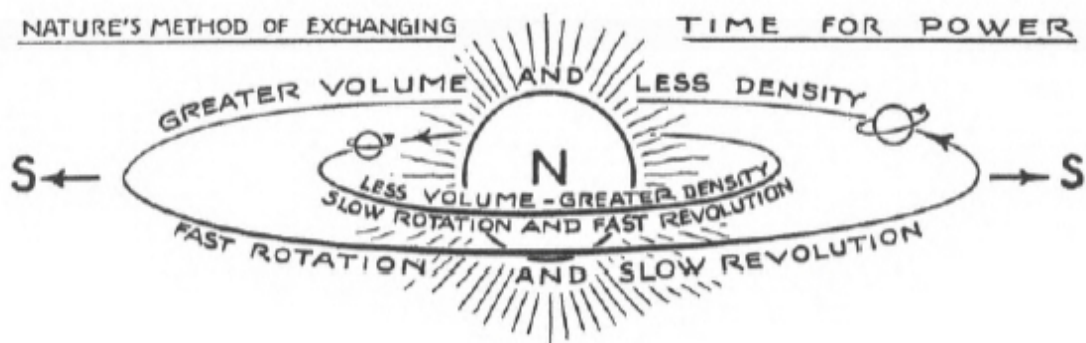 NATURE'S METHOD OF EXCHANGING TIME FOR POWER
GREATER VOLUME AND LESS DENSITY
S N S
LESS VOLUME - GREATER DENSITY
SLOW ROTATION AND FAST REVOLUTION
FAST ROTATION AND SLOW REVOLUTION